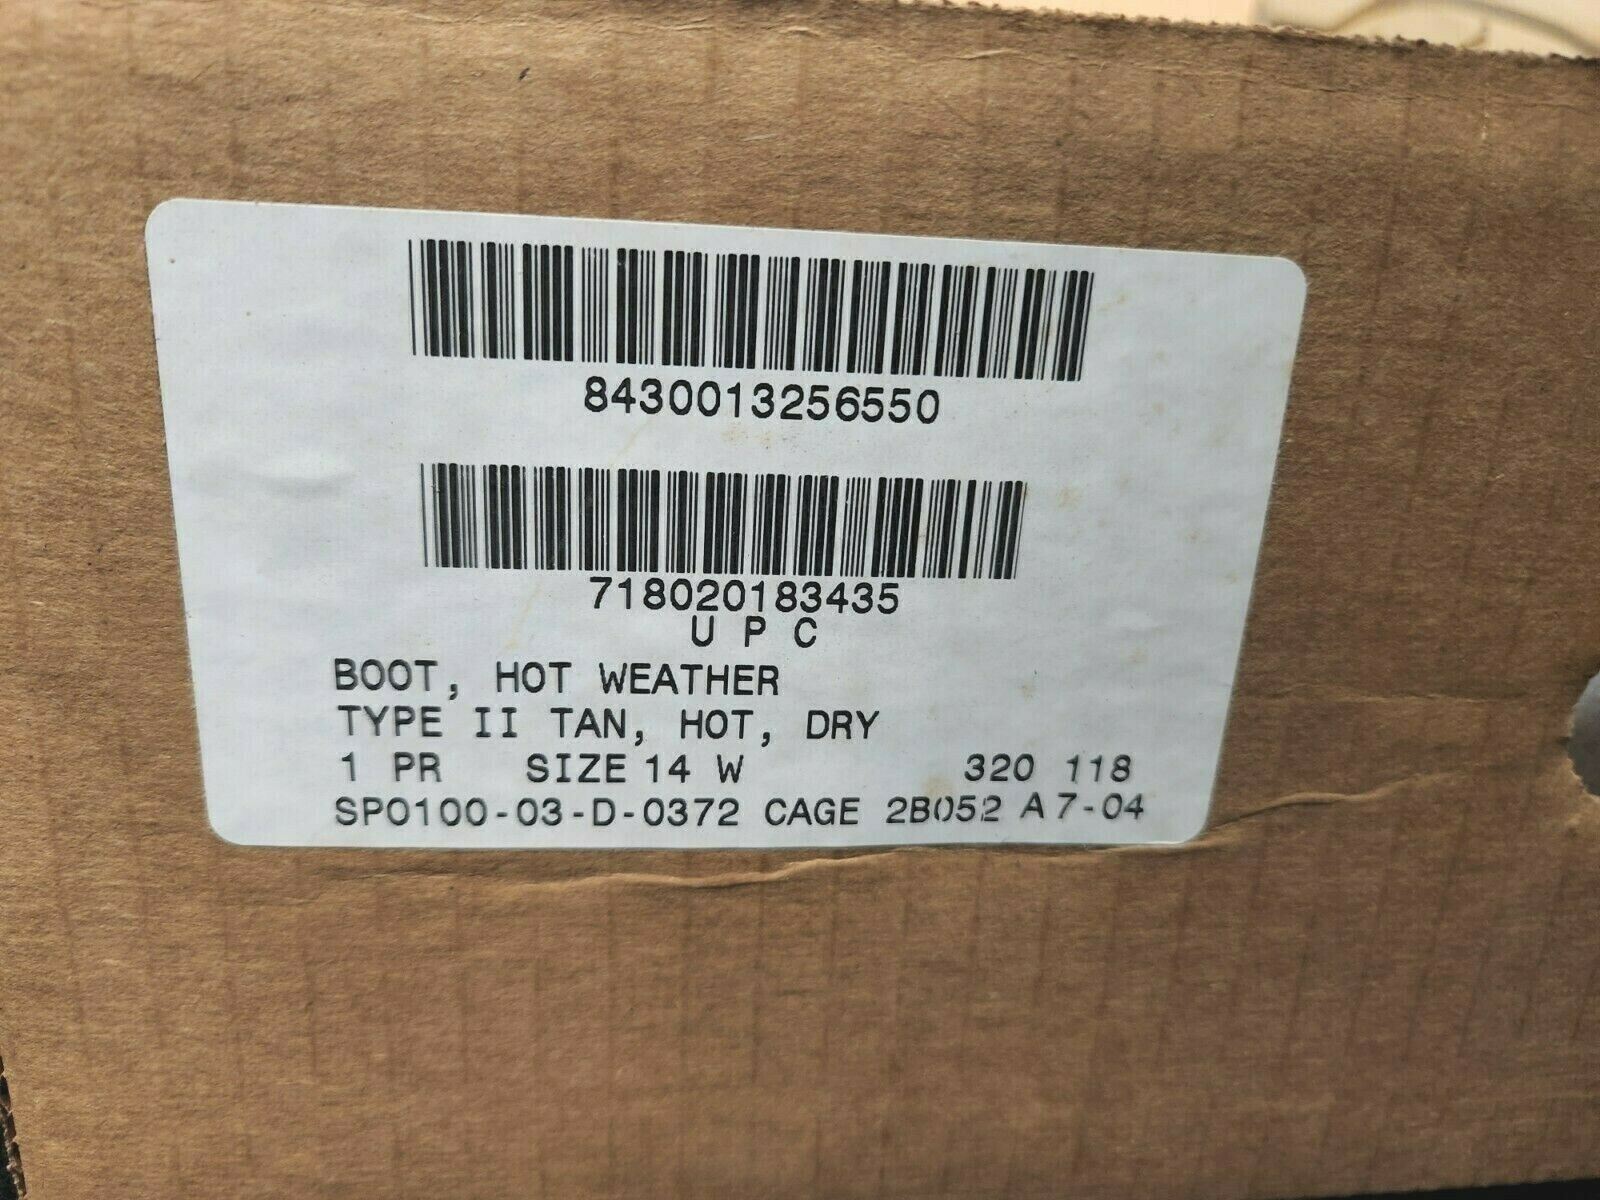 8430013256550
718020183435
U P C
BOOT, HOT WEATHER
TYPE II TAN, HOT, DRY
1 PR SIZE 14 W 320 118
SP0100-03-D-0372 CAGE 2B052 A 7-04